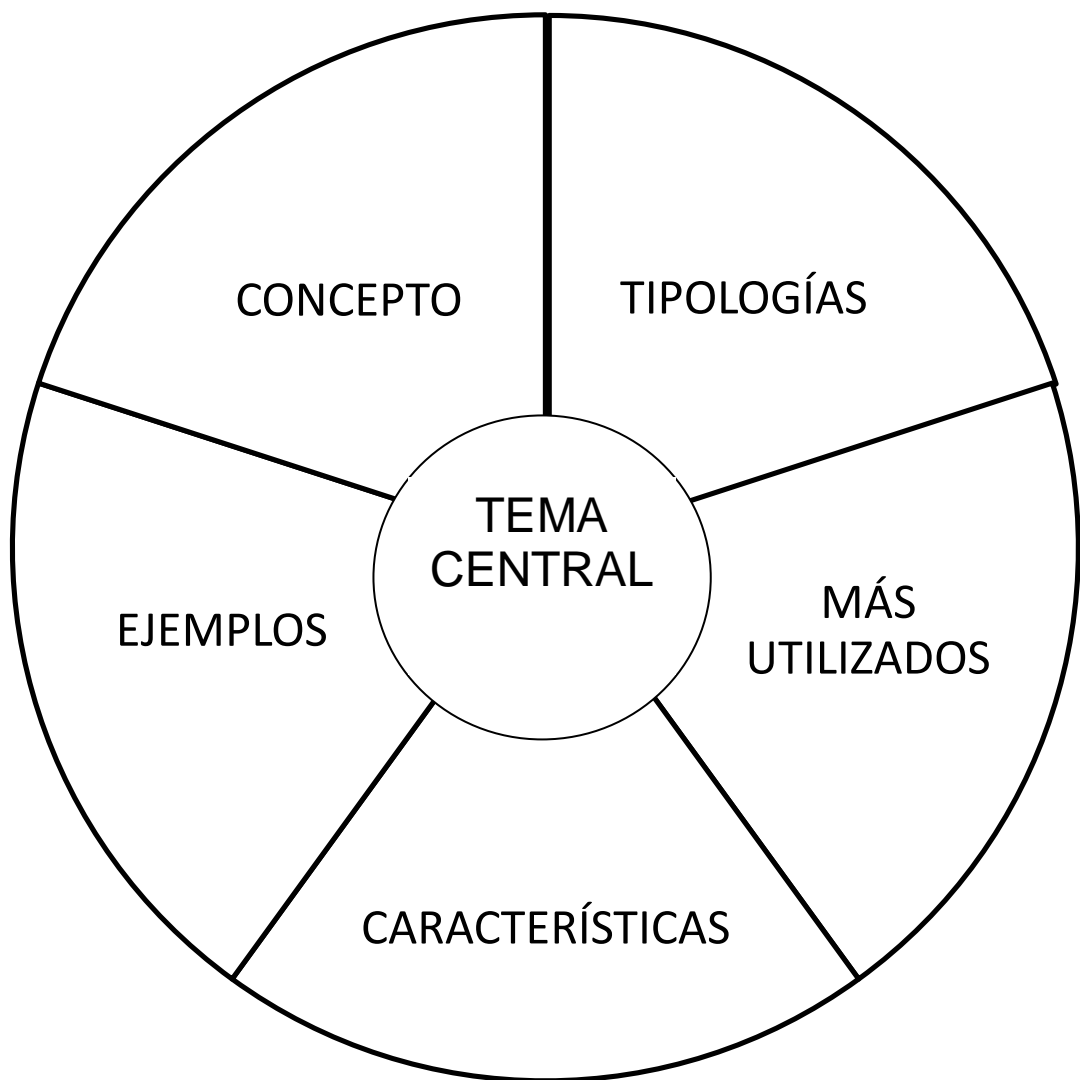 CONCEPTO
TIPOLOGÍAS
TEMA
CENTRAL
EJEMPLOS
MÁS
UTILIZADOS
CARACTERÍSTICAS